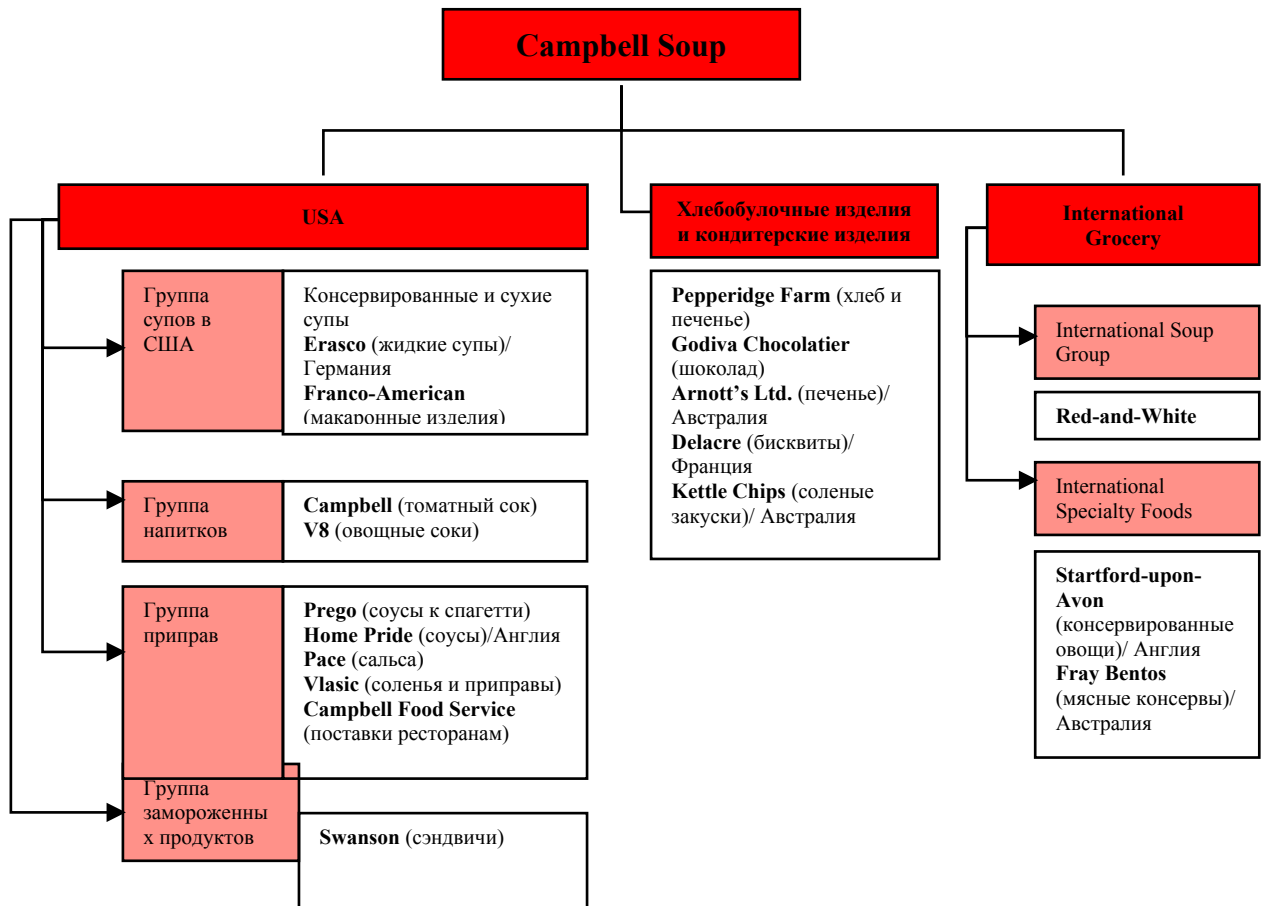 Campbell Soup
USA
Группа
супов в
США
Консервированные и сухие
супы
Erasco (жидкие супы)/
Германия
Franco-American
(макаронные изделия)
Группа
напитков
Campbell (томатный сок)
V8 (овощные соки)
Группа
приправ
Prego (соусы к спагетти)
Home Pride (соусы)/Англия
Pace (сальса)
Vlasic (соленья и приправы)
Campbell Food Service
(поставки ресторанам)
Группа
замороженны
х продуктов
Swanson (сэндвичи)
Хлебобулочные изделия
и кондитерские изделия
Pepperidge Farm (хлеб и
печенье)
Godiva Chocolatier
(шоколад)
Arnott’s Ltd. (печенье)/
Австралия
Delacre (бисквиты)/
Франция
Kettle Chips (соленые
закуски)/ Австралия
International
Grocery
International Soup
Group
Red-and-White
International
Specialty Foods
Startford-upon-
Avon
(консервированные
овощи)/ Англия
Fray Bentos
(мясные консервы)/
Австралия